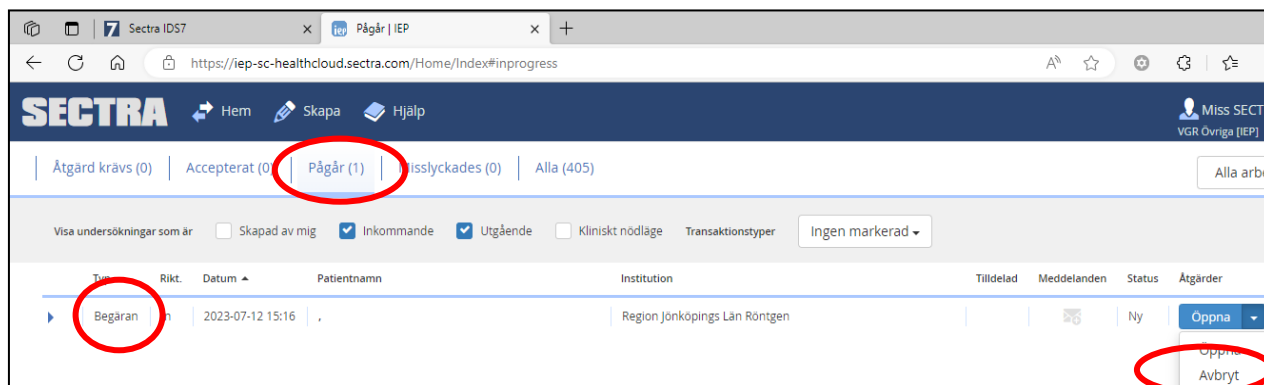 Sectra IDS7 Pågår | IEP
https://iep-sc-healthcloud.sectra.com/Home/Index#inprogress
SECTRA Hem Skapa Hjälp Miss SECT
VGR Övriga [IEP]
Åtgärd krävs (0) Accepterat (0) Pågår (1) Misslyckades (0) Alla (405) Alla arb
Visa undersökningar som är Skapad av mig Inkommande Utgående Kliniskt nödläge Transaktionstyper Ingen markerad
Typ Rikt. Datum Patientnamn Institution Tilldelad Meddelanden Status Åtgärder
Begäran 2023-07-12 15:16 , Region Jönköpings Län Röntgen Ny Öppna
Öppna
Avbryt